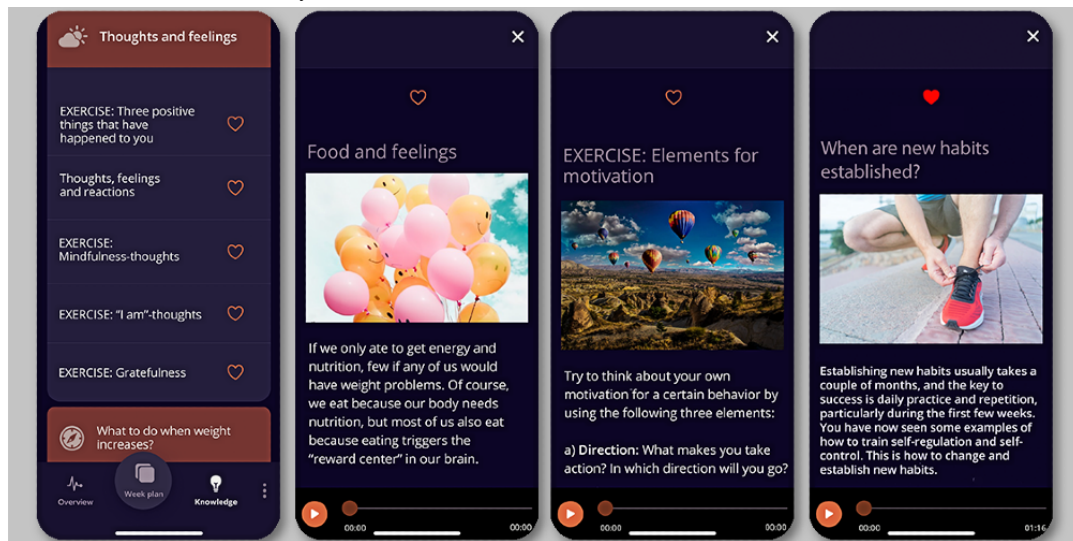 Thoughts and feelings
EXERCISE: Three positive
things that have
happened to you
Thoughts, feelings
and reactions
EXERCISE:
Mindfulness-thoughts
EXERCISE: “I am”-thoughts
EXERCISE: Gratefulness
What to do when weight
increases?
Overview
Week plan
Knowledge
Food and feelings
If we only ate to get energy and
nutrition, few if any of us would
have weight problems. Of course,
we eat because our body needs
nutrition, but most of us also eat
because eating triggers the
“reward center” in our brain.
00:00
00:00
EXERCISE: Elements for
motivation
Try to think about your own
motivation for a certain behavior by
using the following three elements:
a) Direction: What makes you take
action? In which direction will you go?
00:00
00:00
When are new habits
established?
Establishing new habits usually takes a
couple of months, and the key to
success is daily practice and repetition,
particularly during the first few weeks.
You have now seen some examples of
how to train self-regulation and self-
control. This is how to change and
establish new habits.
00:00
01:16